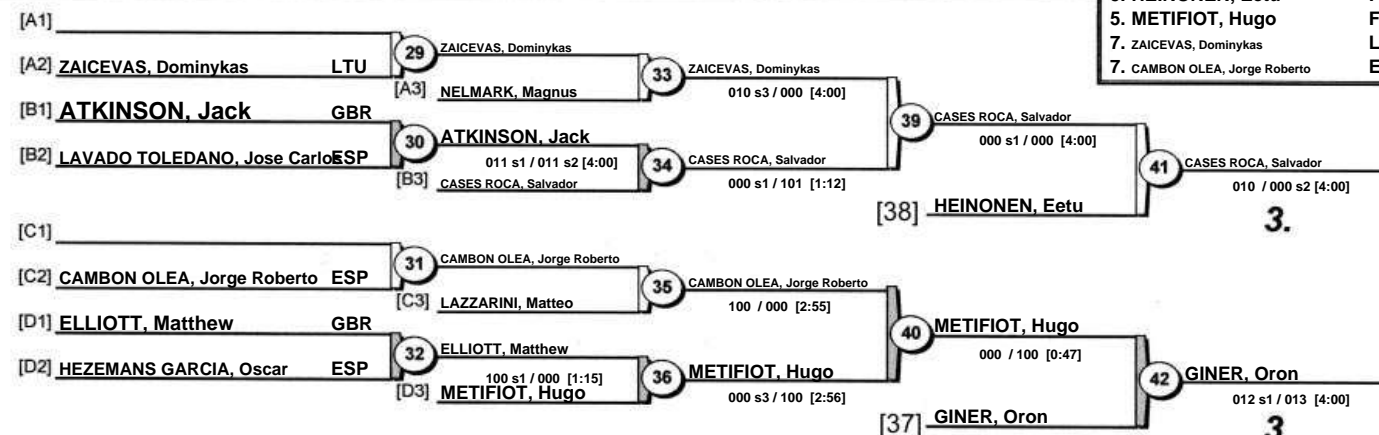 5. HEINONEN, Eetu F
5. METIFIOT, Hugo F
7. ZAICEVAS, Dominykas L
7. CAMBON OLEA, Jorge Roberto E
[A1]
[A2] ZAICEVAS, Dominykas LTU
29
ZAICEVAS, Dominykas
[A3] NELMARK, Magnus
33
ZAICEVAS, Dominykas
010 s3 / 000 [4:00]
[B1] ATKINSON, Jack GBR
[B2] LAVADO TOLEDANO, Jose Carlos ESP
30
ATKINSON, Jack
011 s1 / 011 s2 [4:00]
[B3] CASES ROCA, Salvador
34
CASES ROCA, Salvador
000 s1 / 101 [1:12]
39
CASES ROCA, Salvador
000 s1 / 000 [4:00]
[38] HEINONEN, Eetu
41
CASES ROCA, Salvador
010 / 000 s2 [4:00]
3.
[C1]
[C2] CAMBON OLEA, Jorge Roberto ESP
31
CAMBON OLEA, Jorge Roberto
[C3] LAZZARINI, Matteo
35
CAMBON OLEA, Jorge Roberto
100 / 000 [2:55]
[D1] ELLIOTT, Matthew GBR
[D2] HEZEMANS GARCIA, Oscar ESP
32
ELLIOTT, Matthew
100 s1 / 000 [1:15]
[D3] METIFIOT, Hugo
36
METIFIOT, Hugo
000 s3 / 100 [2:56]
40
METIFIOT, Hugo
000 / 100 [0:47]
[37] GINER, Oron
42
GINER, Oron
012 s1 / 013 [4:00]
3